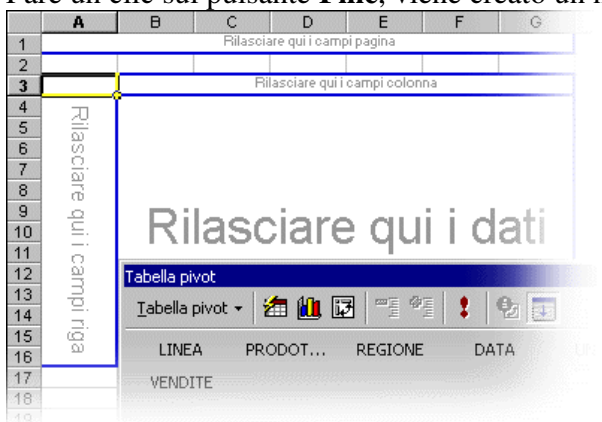 Fare un clic sul pulsante Fine, viene creato un
A B C D E F G
1 Rilasciare qui i campi pagina
2
3 Rilasciare qui i campi colonna
4
5
6
7
8
9
10
11
12
13
14
15
16
17
18
19
Rilasciare qui i campi riga
Rilasciare qui i dati
Tabella pivot
Tabella pivot
LINEA PRODOT... REGIONE DATA
VENDITE